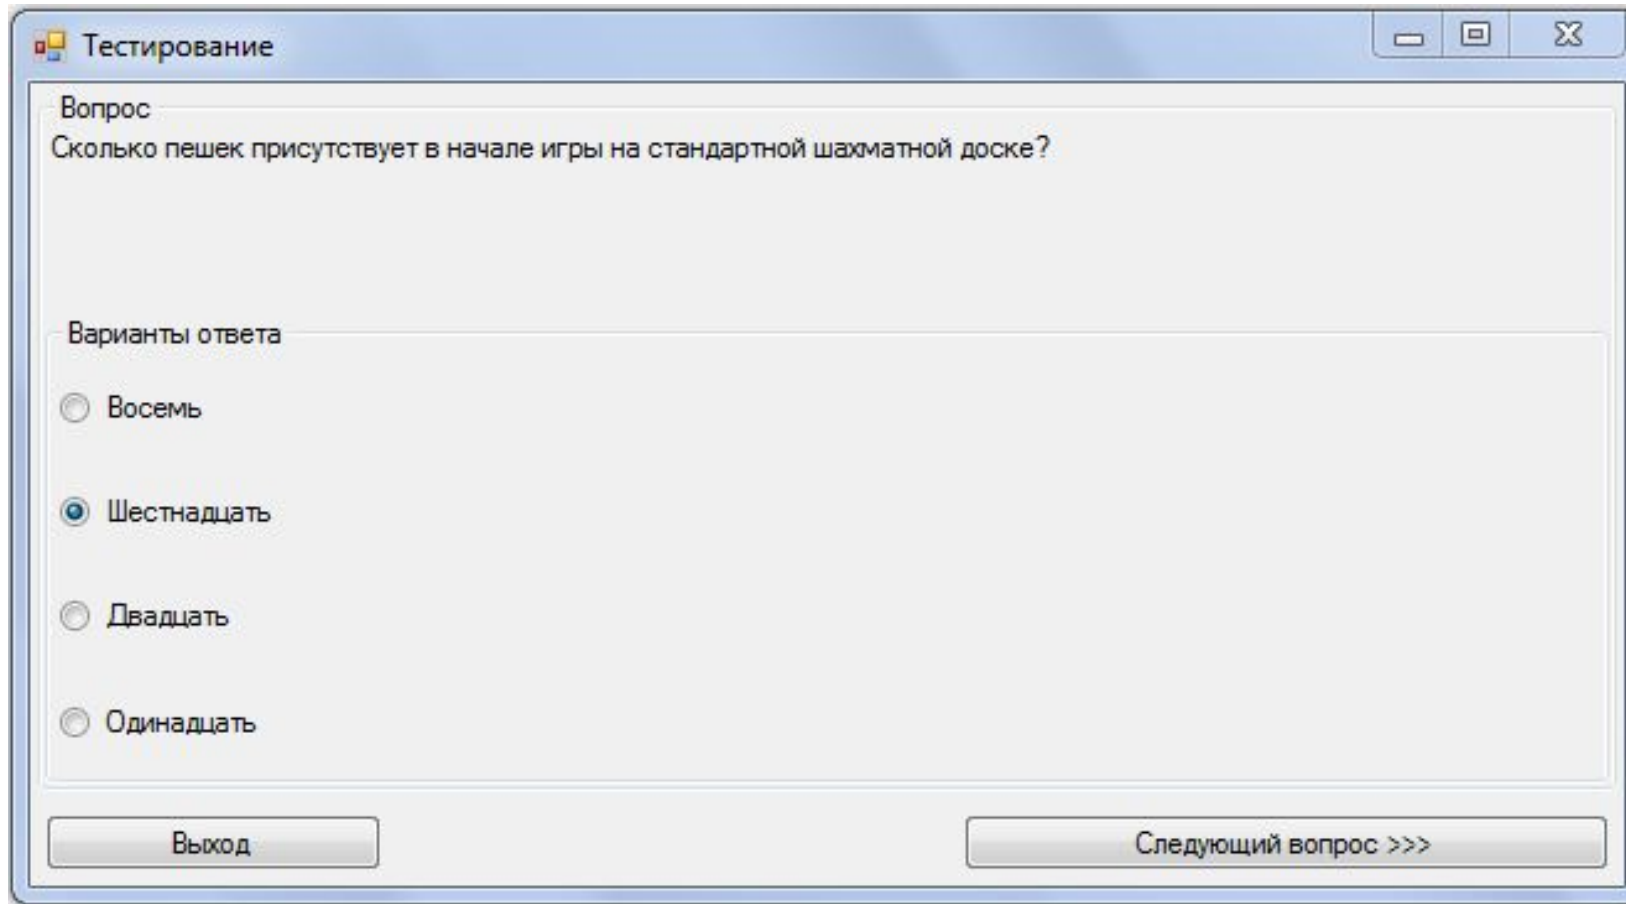 Тестирование
Вопрос
Сколько пешек присутствует в начале игры на стандартной шахматной доске?
Варианты ответа
Восемь
Шестнадцать
Двадцать
Одинадцать
Выход
Следующий вопрос >>>